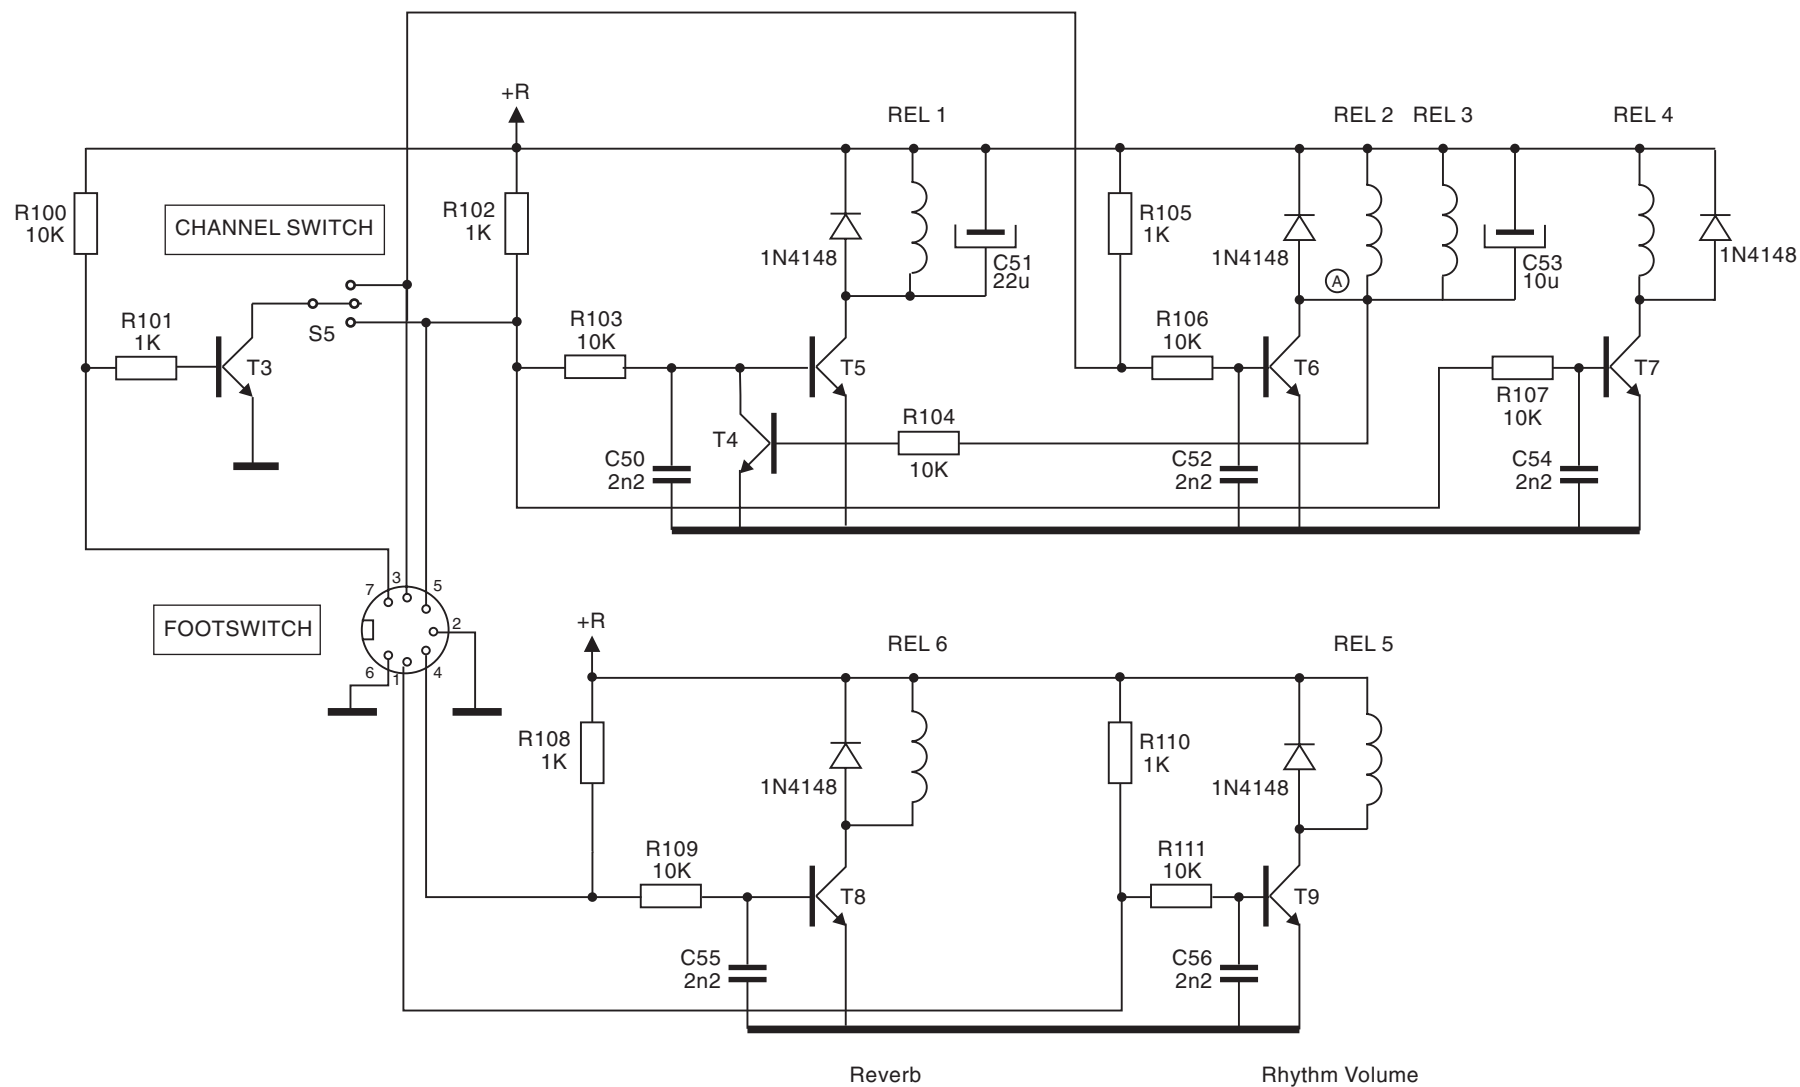 +R
REL 1
REL 2
REL 3
REL 4
R100
10K
CHANNEL SWITCH
R102
1K
1N4148
C51
22u
R105
1K
1N4148
A
C53
10u
1N4148
R101
1K
T3
S5
R103
10K
T5
R106
10K
T6
R107
10K
T7
T4
R104
10K
C50
2n2
C52
2n2
C54
2n2
FOOTSWITCH
7
3
5
2
6
1
4
+R
REL 6
REL 5
R108
1K
1N4148
R110
1K
1N4148
R109
10K
T8
R111
10K
T9
C55
2n2
C56
2n2
Reverb
Rhythm Volume